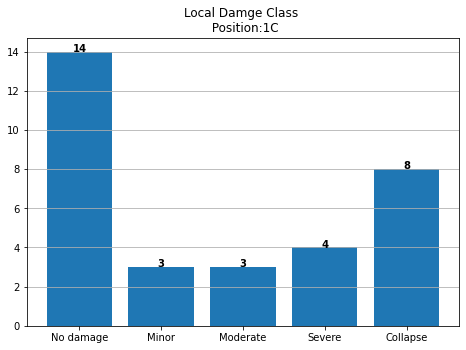 Local Damge Class
Position:1C
14
12
10
8
6
4
2
0
14
3
3
4
8
No damage
Minor
Moderate
Severe
Collapse